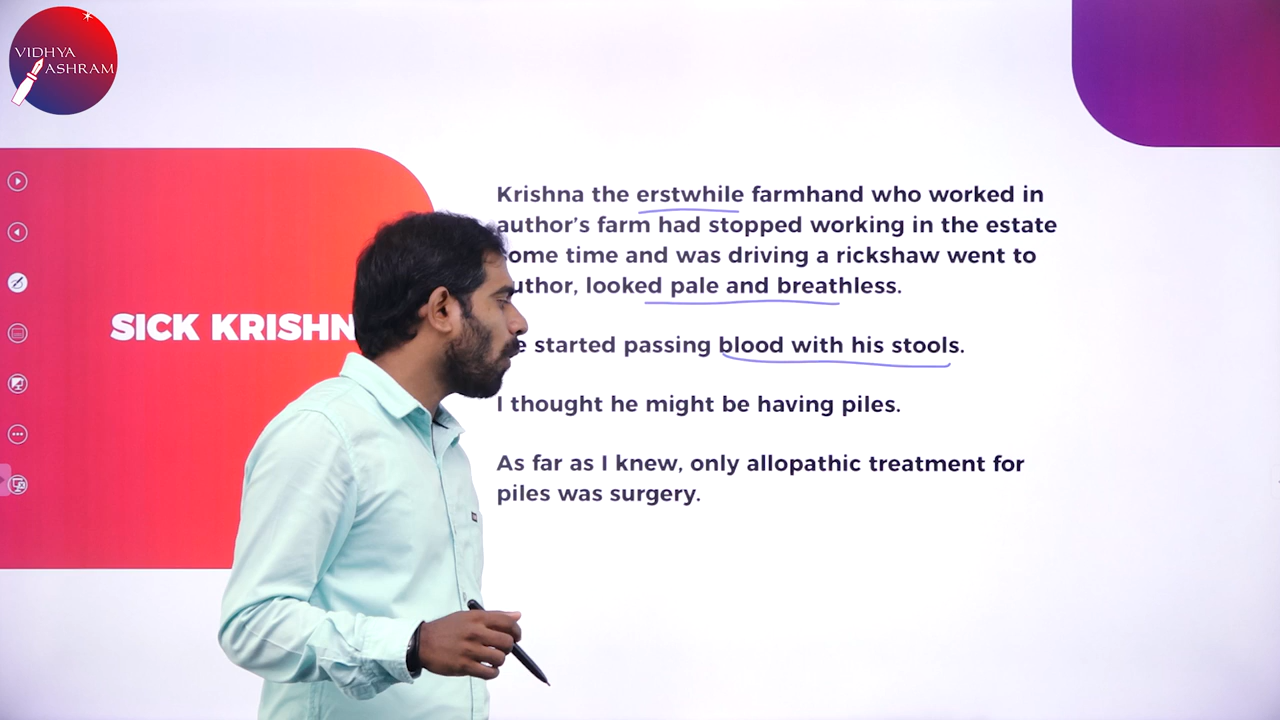 VIDHYA
ASHRAM
SICK KRISHN
Krishna the erstwhile farmhand who worked in
author's farm had stopped working in the estate
some time and was driving a rickshaw went to
author, looked pale and breathless.
started passing blood with his stools.
I thought he might be having piles.
As far as I knew, only allopathic treatment for
piles was surgery.